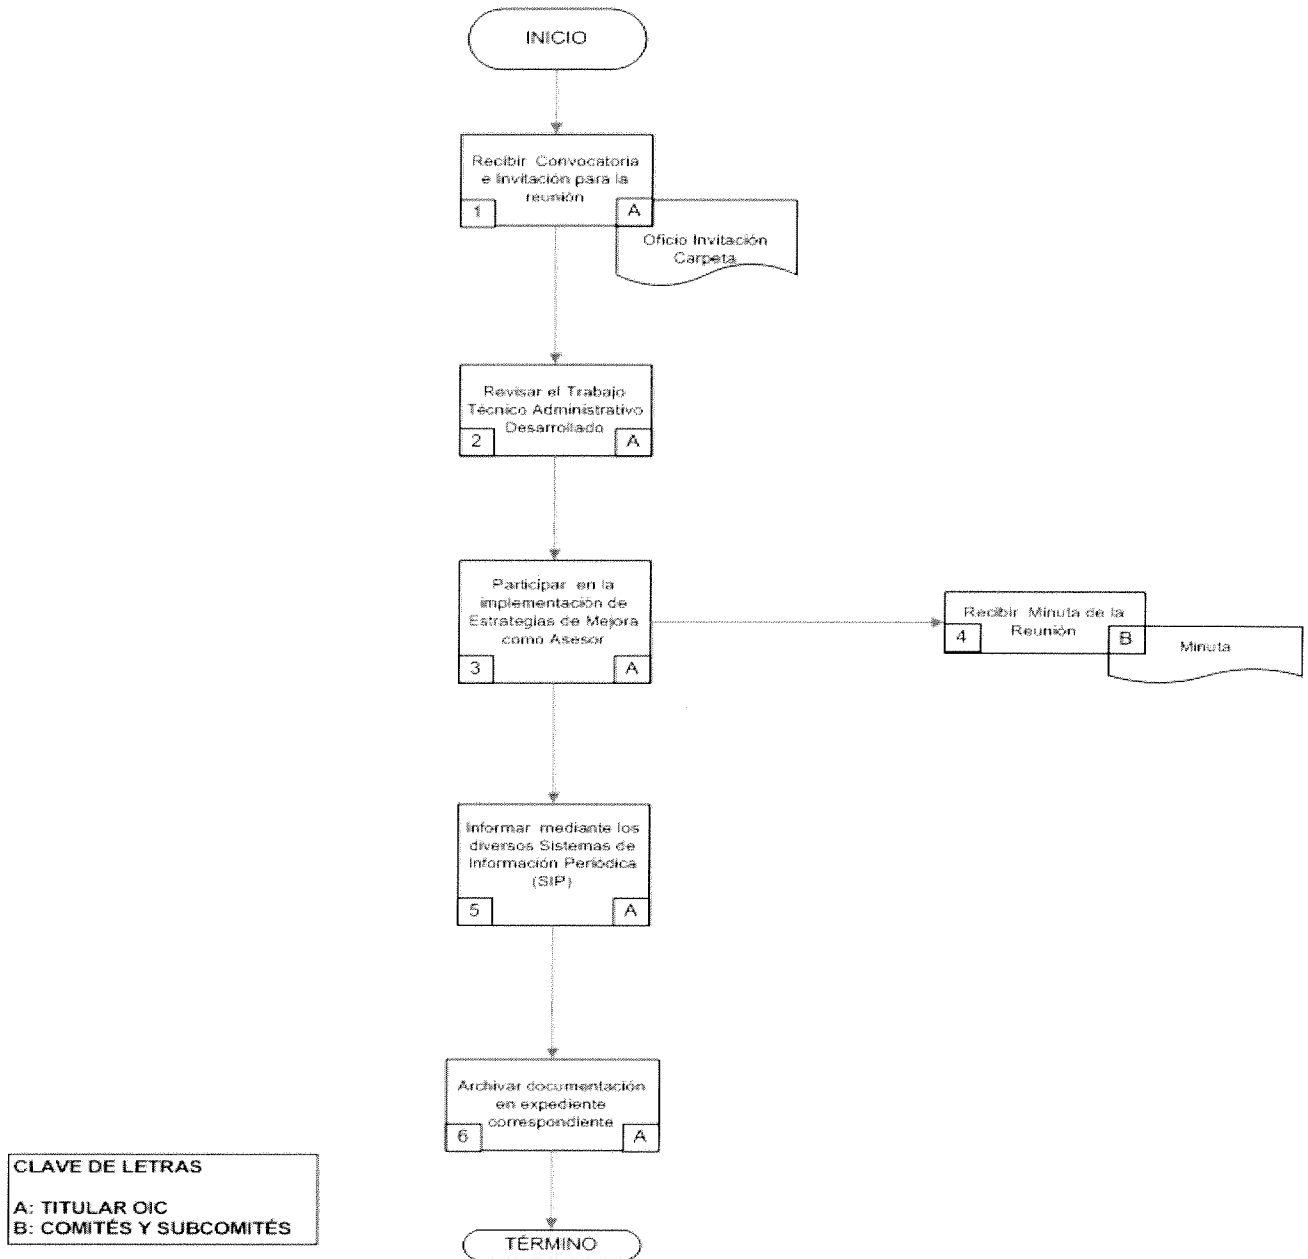 INICIO
Recibir Convocatoria
e Invitación para la
reunión
1
A
Oficio Invitación
Carpeta
Revisar el Trabajo
Técnico Administrativo
Desarrollado
2
A
Participar en la
implementación de
Estrategias de Mejora
como Asesor
3
A
Recibir Minuta de la
Reunión
4
B
Minuta
Informar mediante los
diversos Sistemas de
Información Periódica
(SIP)
5
A
Archivar documentación
en expediente
correspondiente
6
A
CLAVE DE LETRAS
A: TITULAR OIC
B: COMITÉS Y SUBCOMITÉS
TÉRMINO